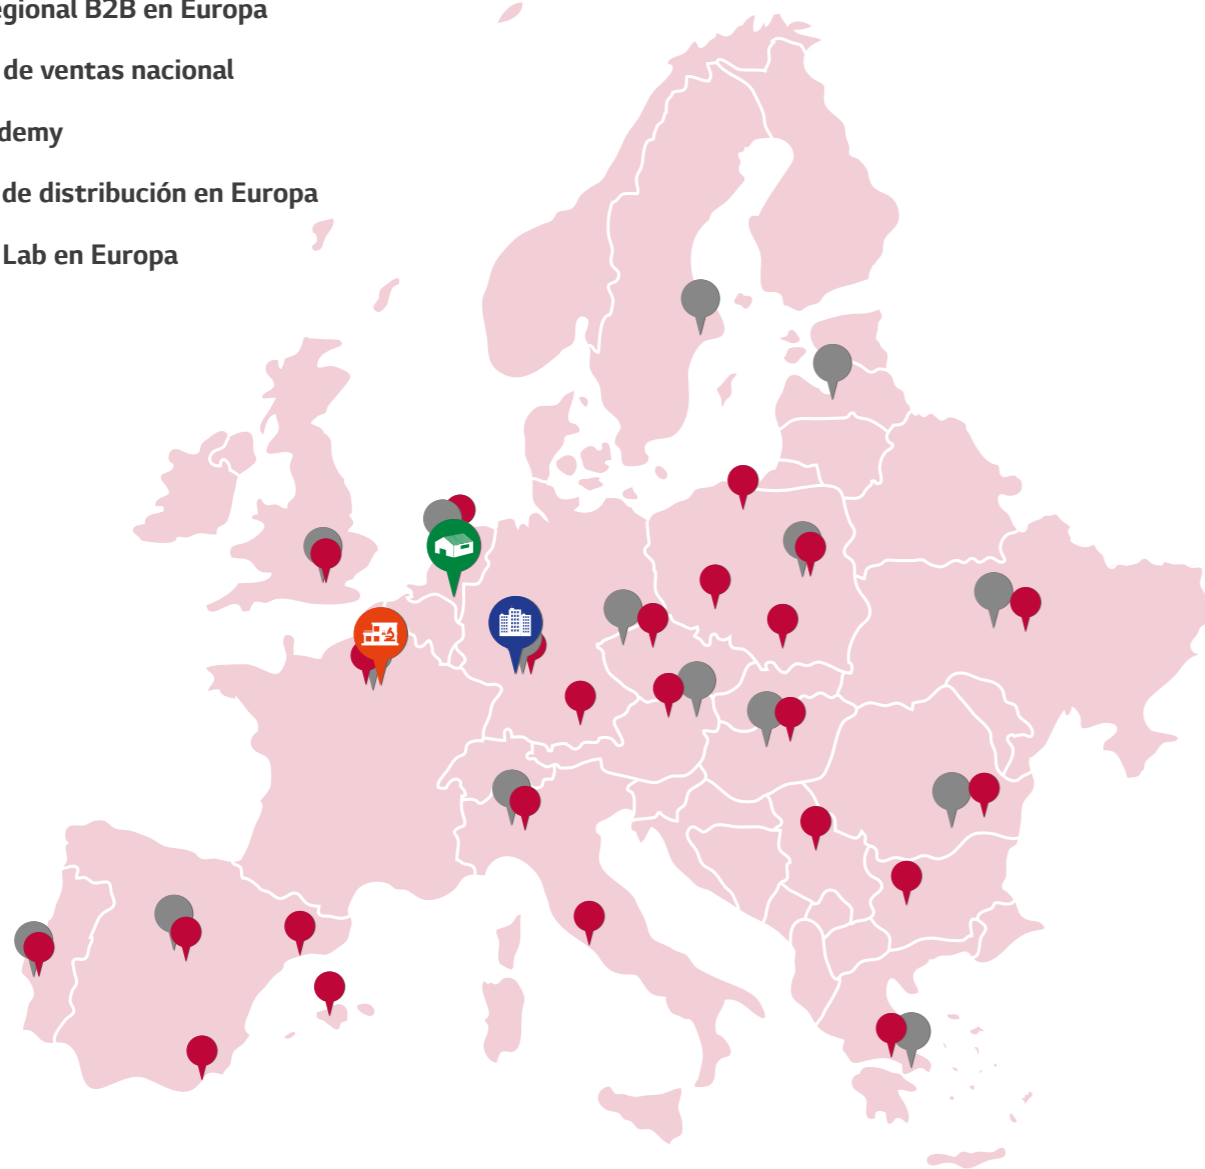 egional B2B en Europa
de ventas nacional
demy
de distribución en Europa
Lab en Europa